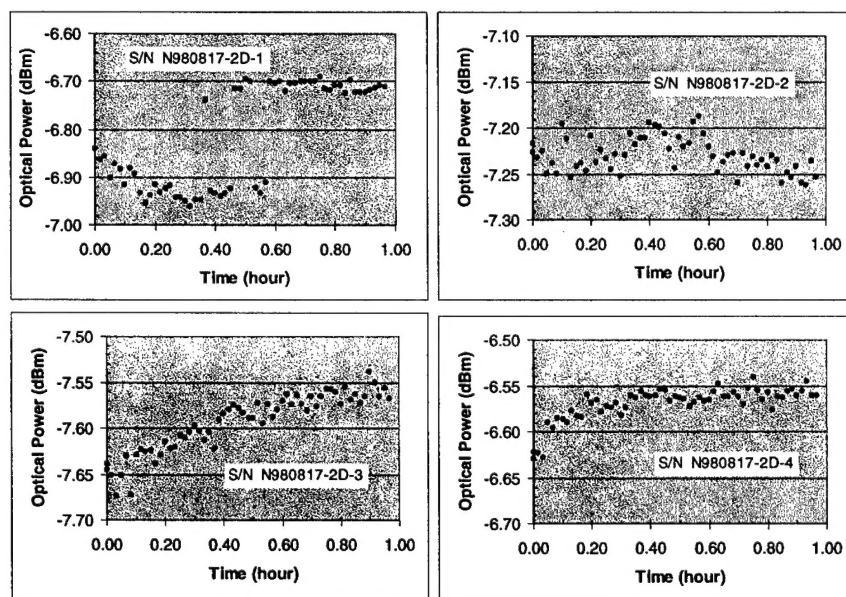 S/N N980817-2D-1
Optical Power (dBm)
-6.60
-6.70
-6.80
-6.90
-7.00
0.00 0.20 0.40 0.60 0.80 1.00
Time (hour)
S/N N980817-2D-2
Optical Power (dBm)
-7.10
-7.15
-7.20
-7.25
-7.30
0.00 0.20 0.40 0.60 0.80 1.00
Time (hour)
S/N N980817-2D-3
Optical Power (dBm)
-7.50
-7.55
-7.60
-7.65
-7.70
0.00 0.20 0.40 0.60 0.80 1.00
Time (hour)
S/N N980817-2D-4
Optical Power (dBm)
-6.50
-6.55
-6.60
-6.65
-6.70
0.00 0.20 0.40 0.60 0.80 1.00
Time (hour)